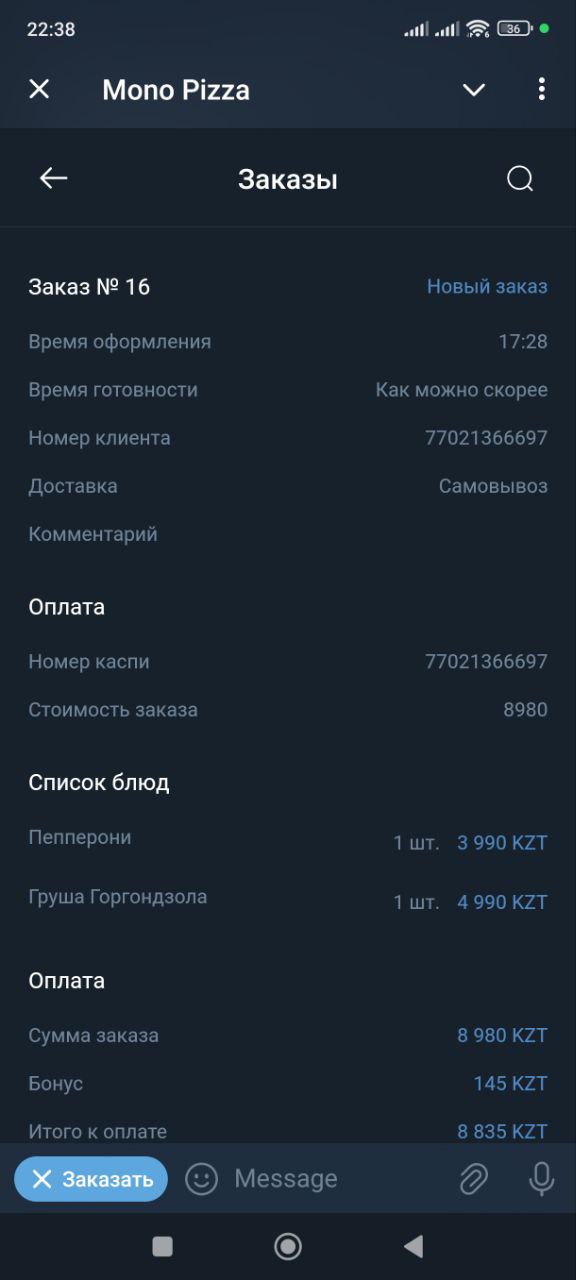 22:38
36
Mono Pizza
Заказы
Заказ № 16 Новый заказ
Время оформления 17:28
Время готовности Как можно скорее
Номер клиента 77021366697
Доставка Самовывоз
Комментарий
Оплата
Номер каспи 77021366697
Стоимость заказа 8980
Список блюд
Пепперони 1 шт. 3 990 KZT
Груша Горгондзола 1 шт. 4 990 KZT
Оплата
Сумма заказа 8 980 KZT
Бонус 145 KZT
Итого к оплате 8 835 KZT
Заказать Message